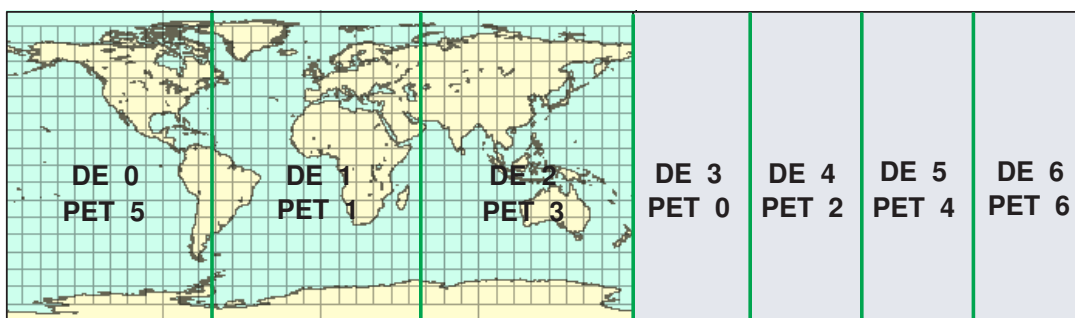 DE 0
PET 5
DE 1
PET 1
DE 2
PET 3
DE 3
PET 0
DE 4
PET 2
DE 5
PET 4
DE 6
PET 6